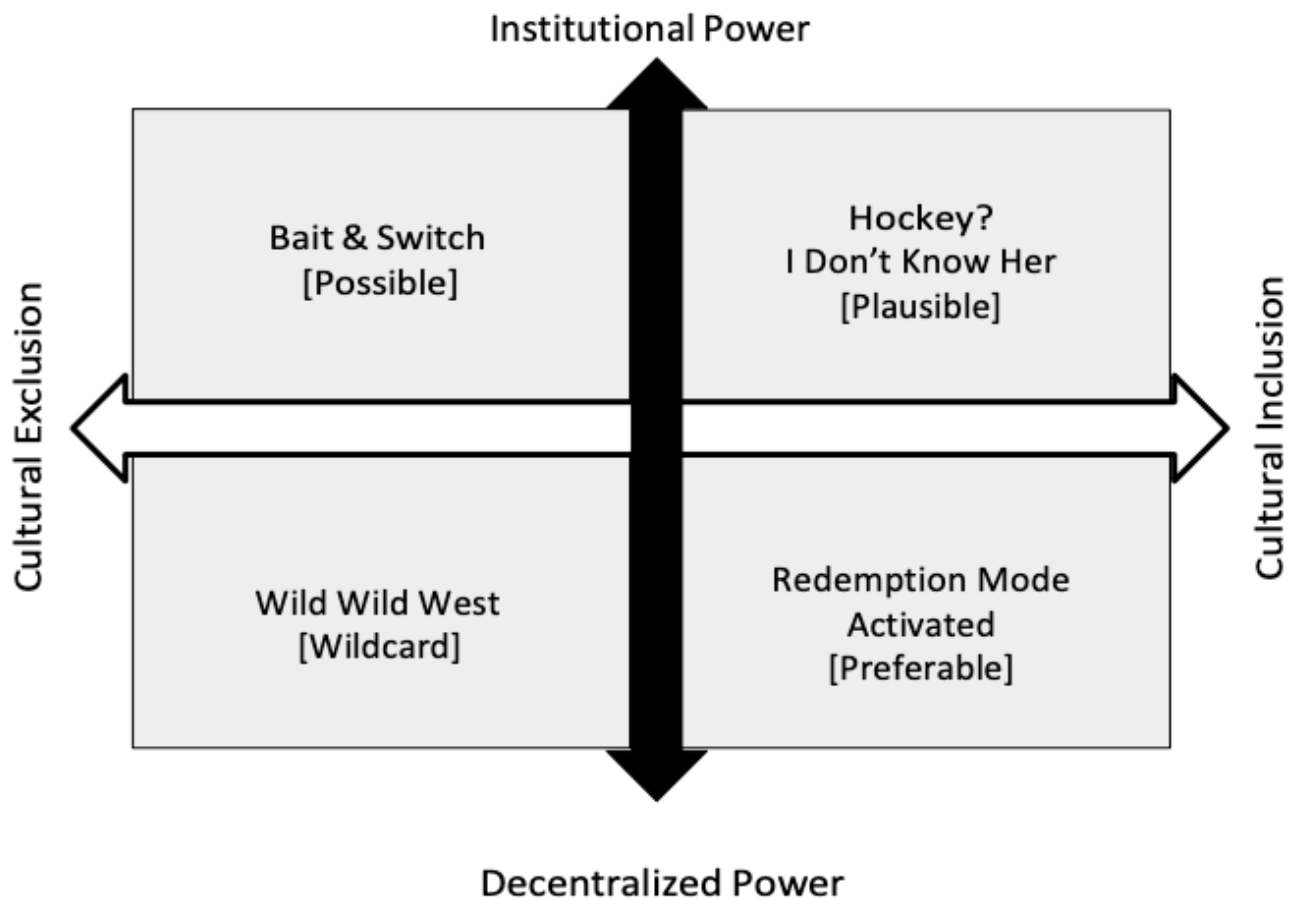 Institutional Power
Bait & Switch
[Possible]
Hockey?
I Don't Know Her
[Plausible]
Cultural Exclusion
Cultural Inclusion
Wild Wild West
[Wildcard]
Redemption Mode
Activated
[Preferable]
Decentralized Power